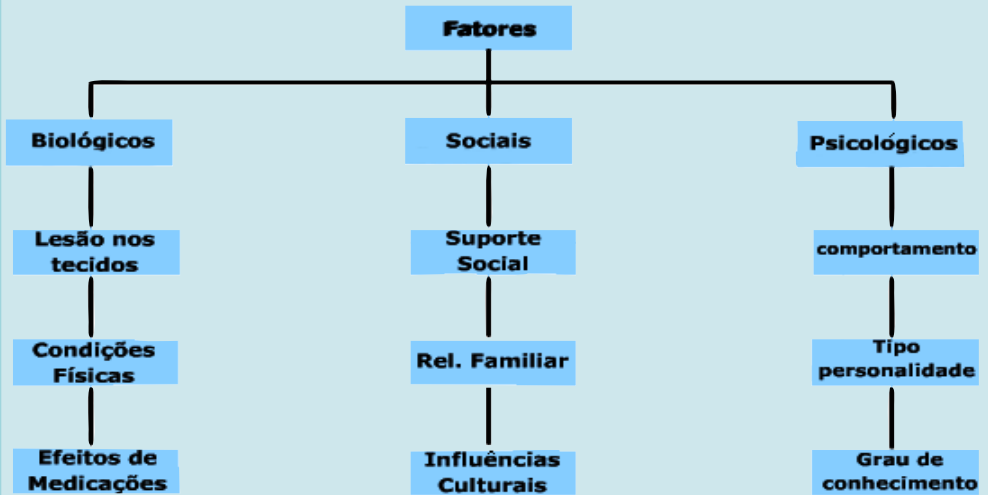 Fatores
Biológicos
Sociais
Psicológicos
Lesão nos
tecidos
Suporte
Social
comportamento
Condições
Físicas
Rel. Familiar
Tipo
personalidade
Efeitos de
Medicações
Influências
Culturais
Grau de
conhecimento